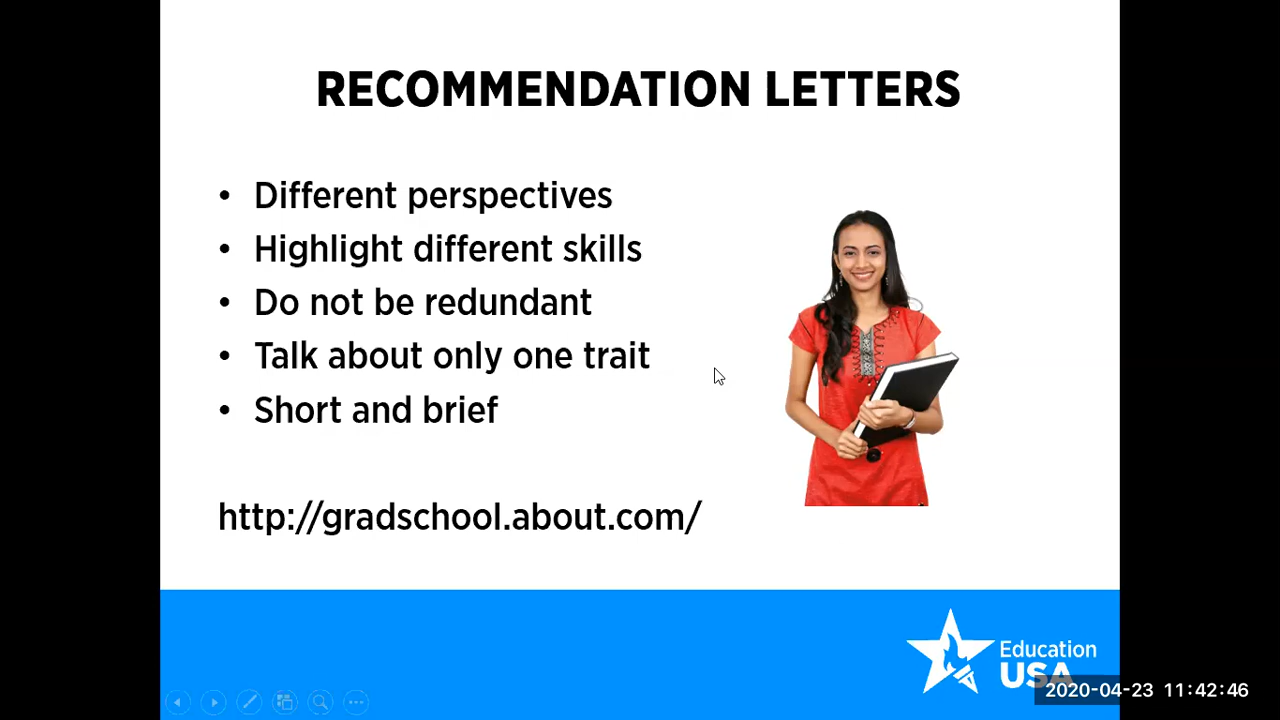 RECOMMENDATION LETTERS
• Different perspectives
• Highlight different skills
• Do not be redundant
• Talk about only one trait
• Short and brief
http://gradschool.about.com/
Education
USA
2020-04-23 11:42:46